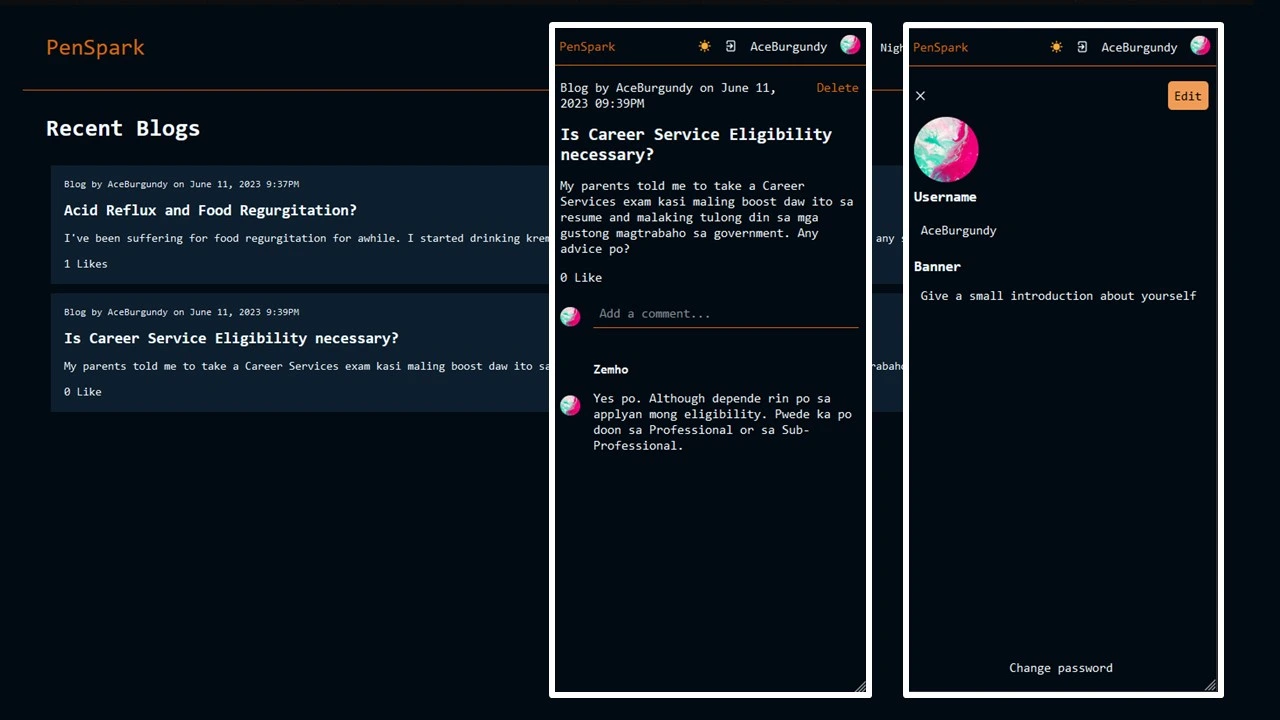 PenSpark
Nigh
Recent Blogs
Blog by AceBurgundy on June 11, 2023 9:37PM
Acid Reflux and Food Regurgitation?
I've been suffering for food regurgitation for awhile. I started drinking krem
any s
1 Likes
Blog by AceBurgundy on June 11, 2023 9:39PM
Is Career Service Eligibility necessary?
My parents told me to take a Career Services exam kasi maling boost daw ito sa
rabaho
0 Like
PenSpark
AceBurgundy
Blog by AceBurgundy on June 11,
2023 09:39PM
Delete
Is Career Service Eligibility
necessary?
My parents told me to take a Career
Services exam kasi maling boost daw ito sa
resume and malaking tulong din sa mga
gustong magtrabaho sa government. Any
advice po?
0 Like
Add a comment...
Zemho
Yes po. Although depende rin po sa
applyan mong eligibility. Pwede ka po
doon sa Professional or sa Sub-
Professional.
PenSpark
AceBurgundy
Edit
Username
AceBurgundy
Banner
Give a small introduction about yourself
Change password